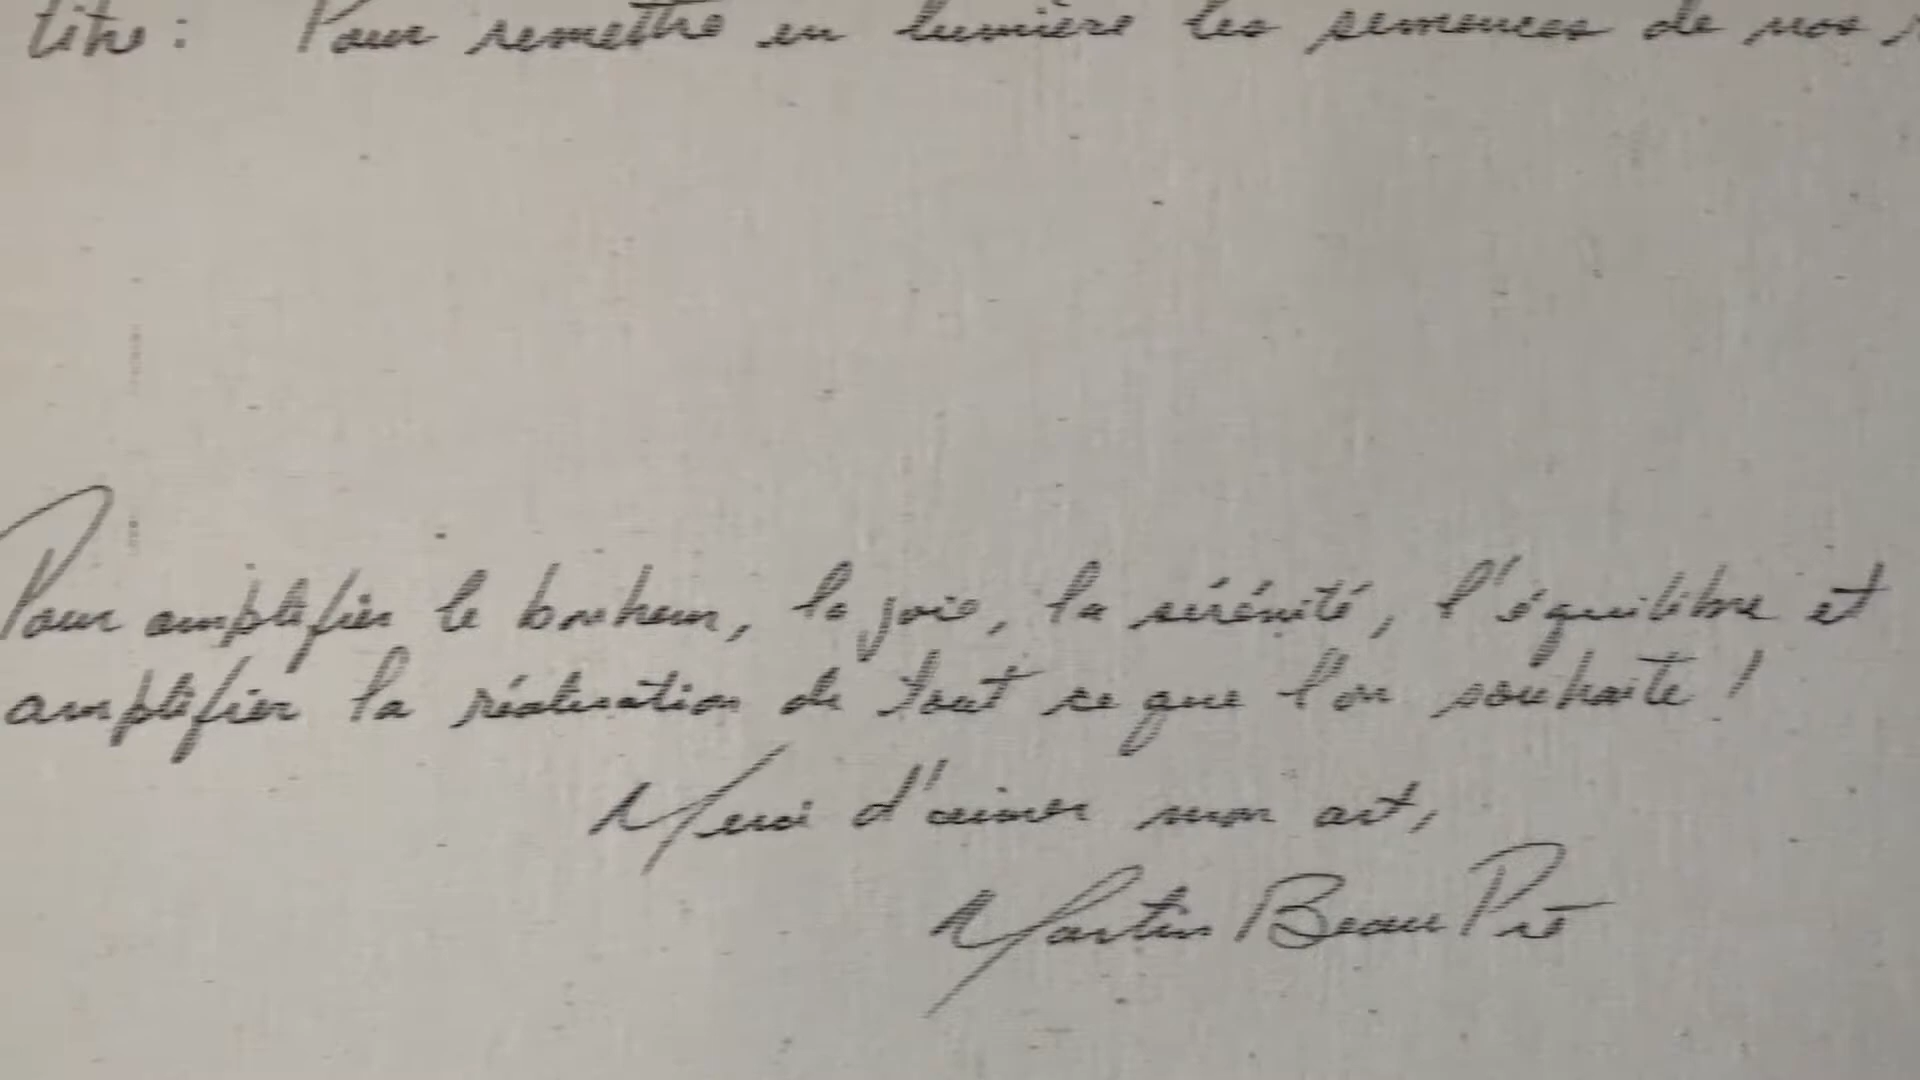 titre : Pour remettre en lumière les semences de nos
Pour amplifier le bonheur, la joie, la sérénité, l'équilibre et
amplifier la réalisation de tout ce que l'on souhaite !
Merci d'aimer mon art,
Martin BeauPré